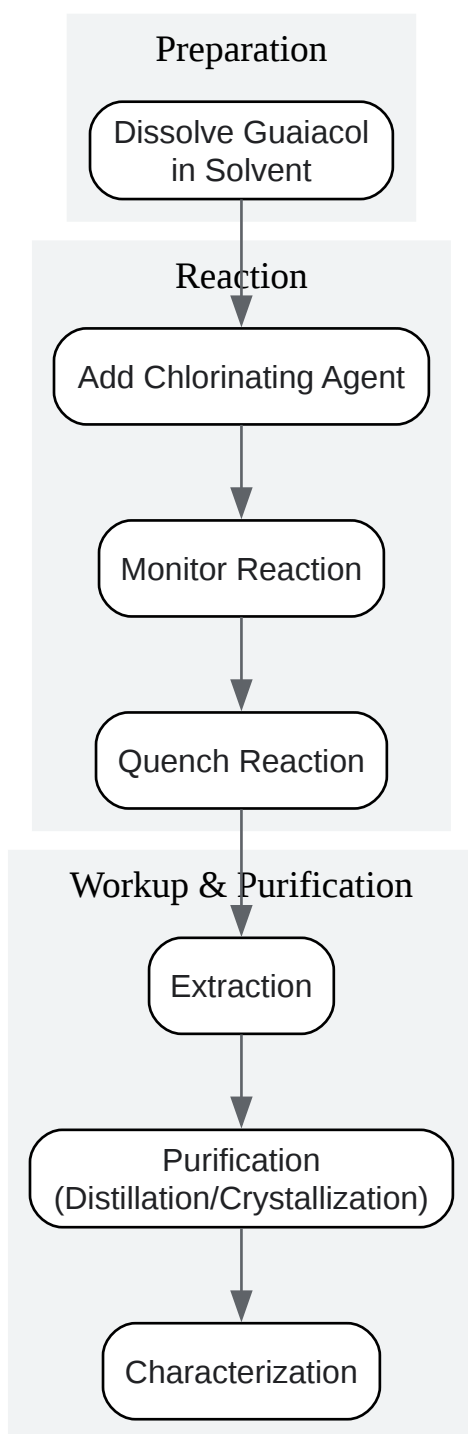 Preparation
Dissolve Guaiacol
in Solvent
Reaction
Add Chlorinating Agent
Monitor Reaction
Quench Reaction
Workup & Purification
Extraction
Purification
(Distillation/Crystallization)
Characterization